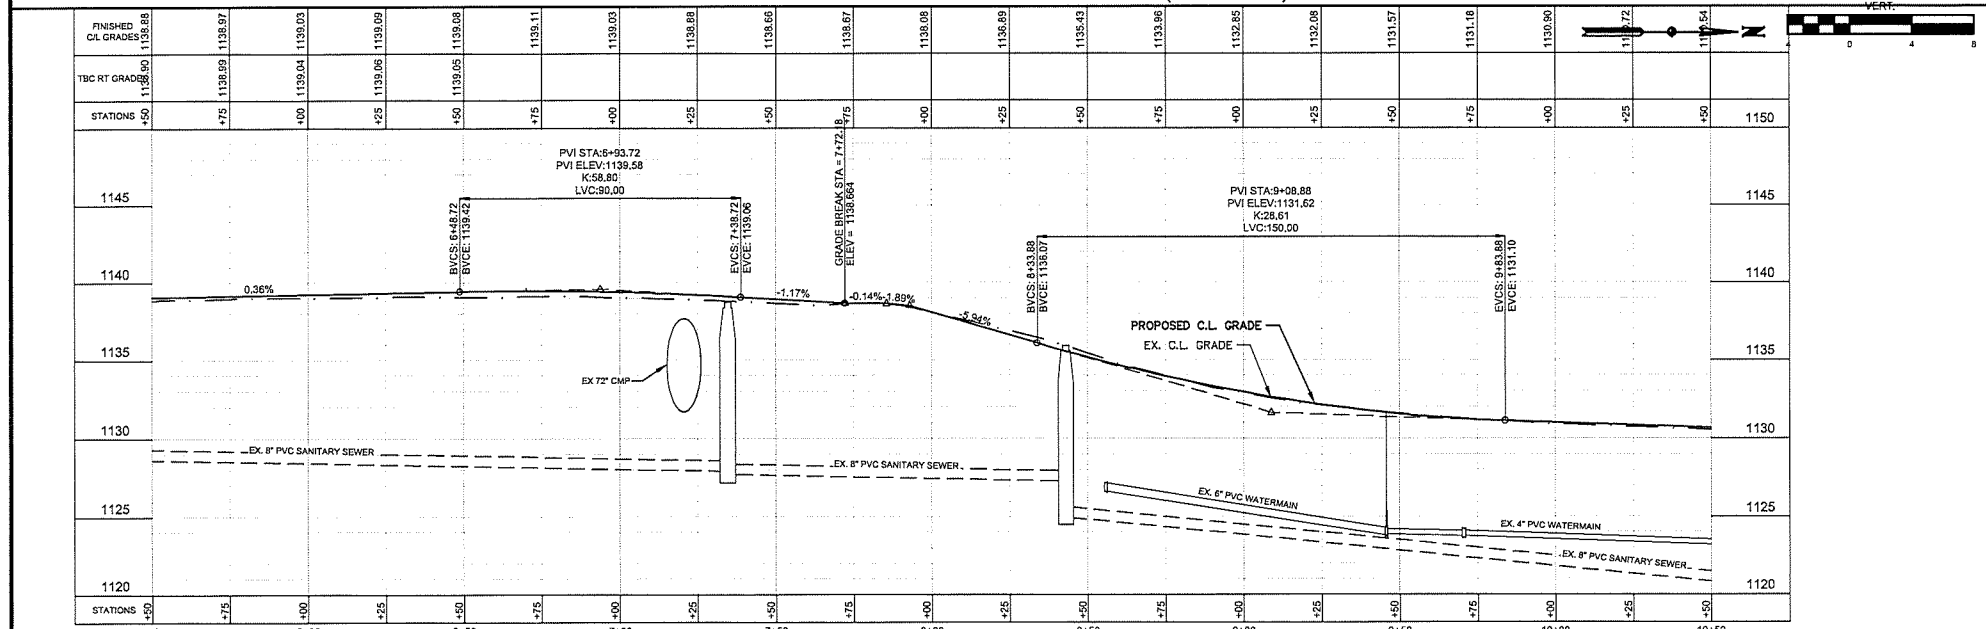 VERT.
4 0 4 8
N
FINISHED C/L GRADES 1138.88 1138.97 1139.03 1139.09 1139.08 1139.11 1139.03 1138.88 1138.66 1138.67 1138.08 1136.89 1135.43 1133.96 1132.85 1132.08 1131.57 1131.18 1130.90
TBC RT GRADES 1138.90 1138.99 1139.04 1139.06 1139.05
STATIONS +50 +75 +00 +25 +50 +75 +00 +25 +50 +75 +00 +25 +50 +75 +00 +25 +50 +75 +00 +25 +50
1150 1150
PVI STA:6+93.72
PVI ELEV:1139.58
K:58.80
LVC:90.00
BVCS: 6+48.72
BVCE: 1139.42
EVCS: 7+38.72
EVCE: 1139.06
GRADE BREAK STA = 7+72.18
ELEV = 1138.664
PVI STA:9+08.88
PVI ELEV:1131.62
K:28.61
LVC:150.00
BVCS: 8+33.88
BVCE: 1136.07
EVCS: 9+83.88
EVCE: 1131.10
1145 1145
1140 1140
0.36% -1.17% -0.14% -1.89% -5.94%
PROPOSED C.L. GRADE
EX. C.L. GRADE
1135 1135
EX 72" CMP
1130 1130
EX. 8" PVC SANITARY SEWER
EX. 8" PVC SANITARY SEWER
EX. 6" PVC WATERMAIN
1125 1125
EX. 4" PVC WATERMAIN
EX. 8" PVC SANITARY SEWER
1120 1120
STATIONS +50 +75 +00 +25 +50 +75 +00 +25 +50 +75 +00 +25 +50 +75 +00 +25 +50 +75 +00 +25 +50